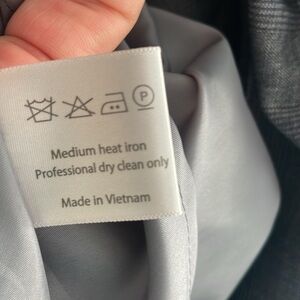 P
Medium heat iron
Professional dry clean only
Made in Vietnam